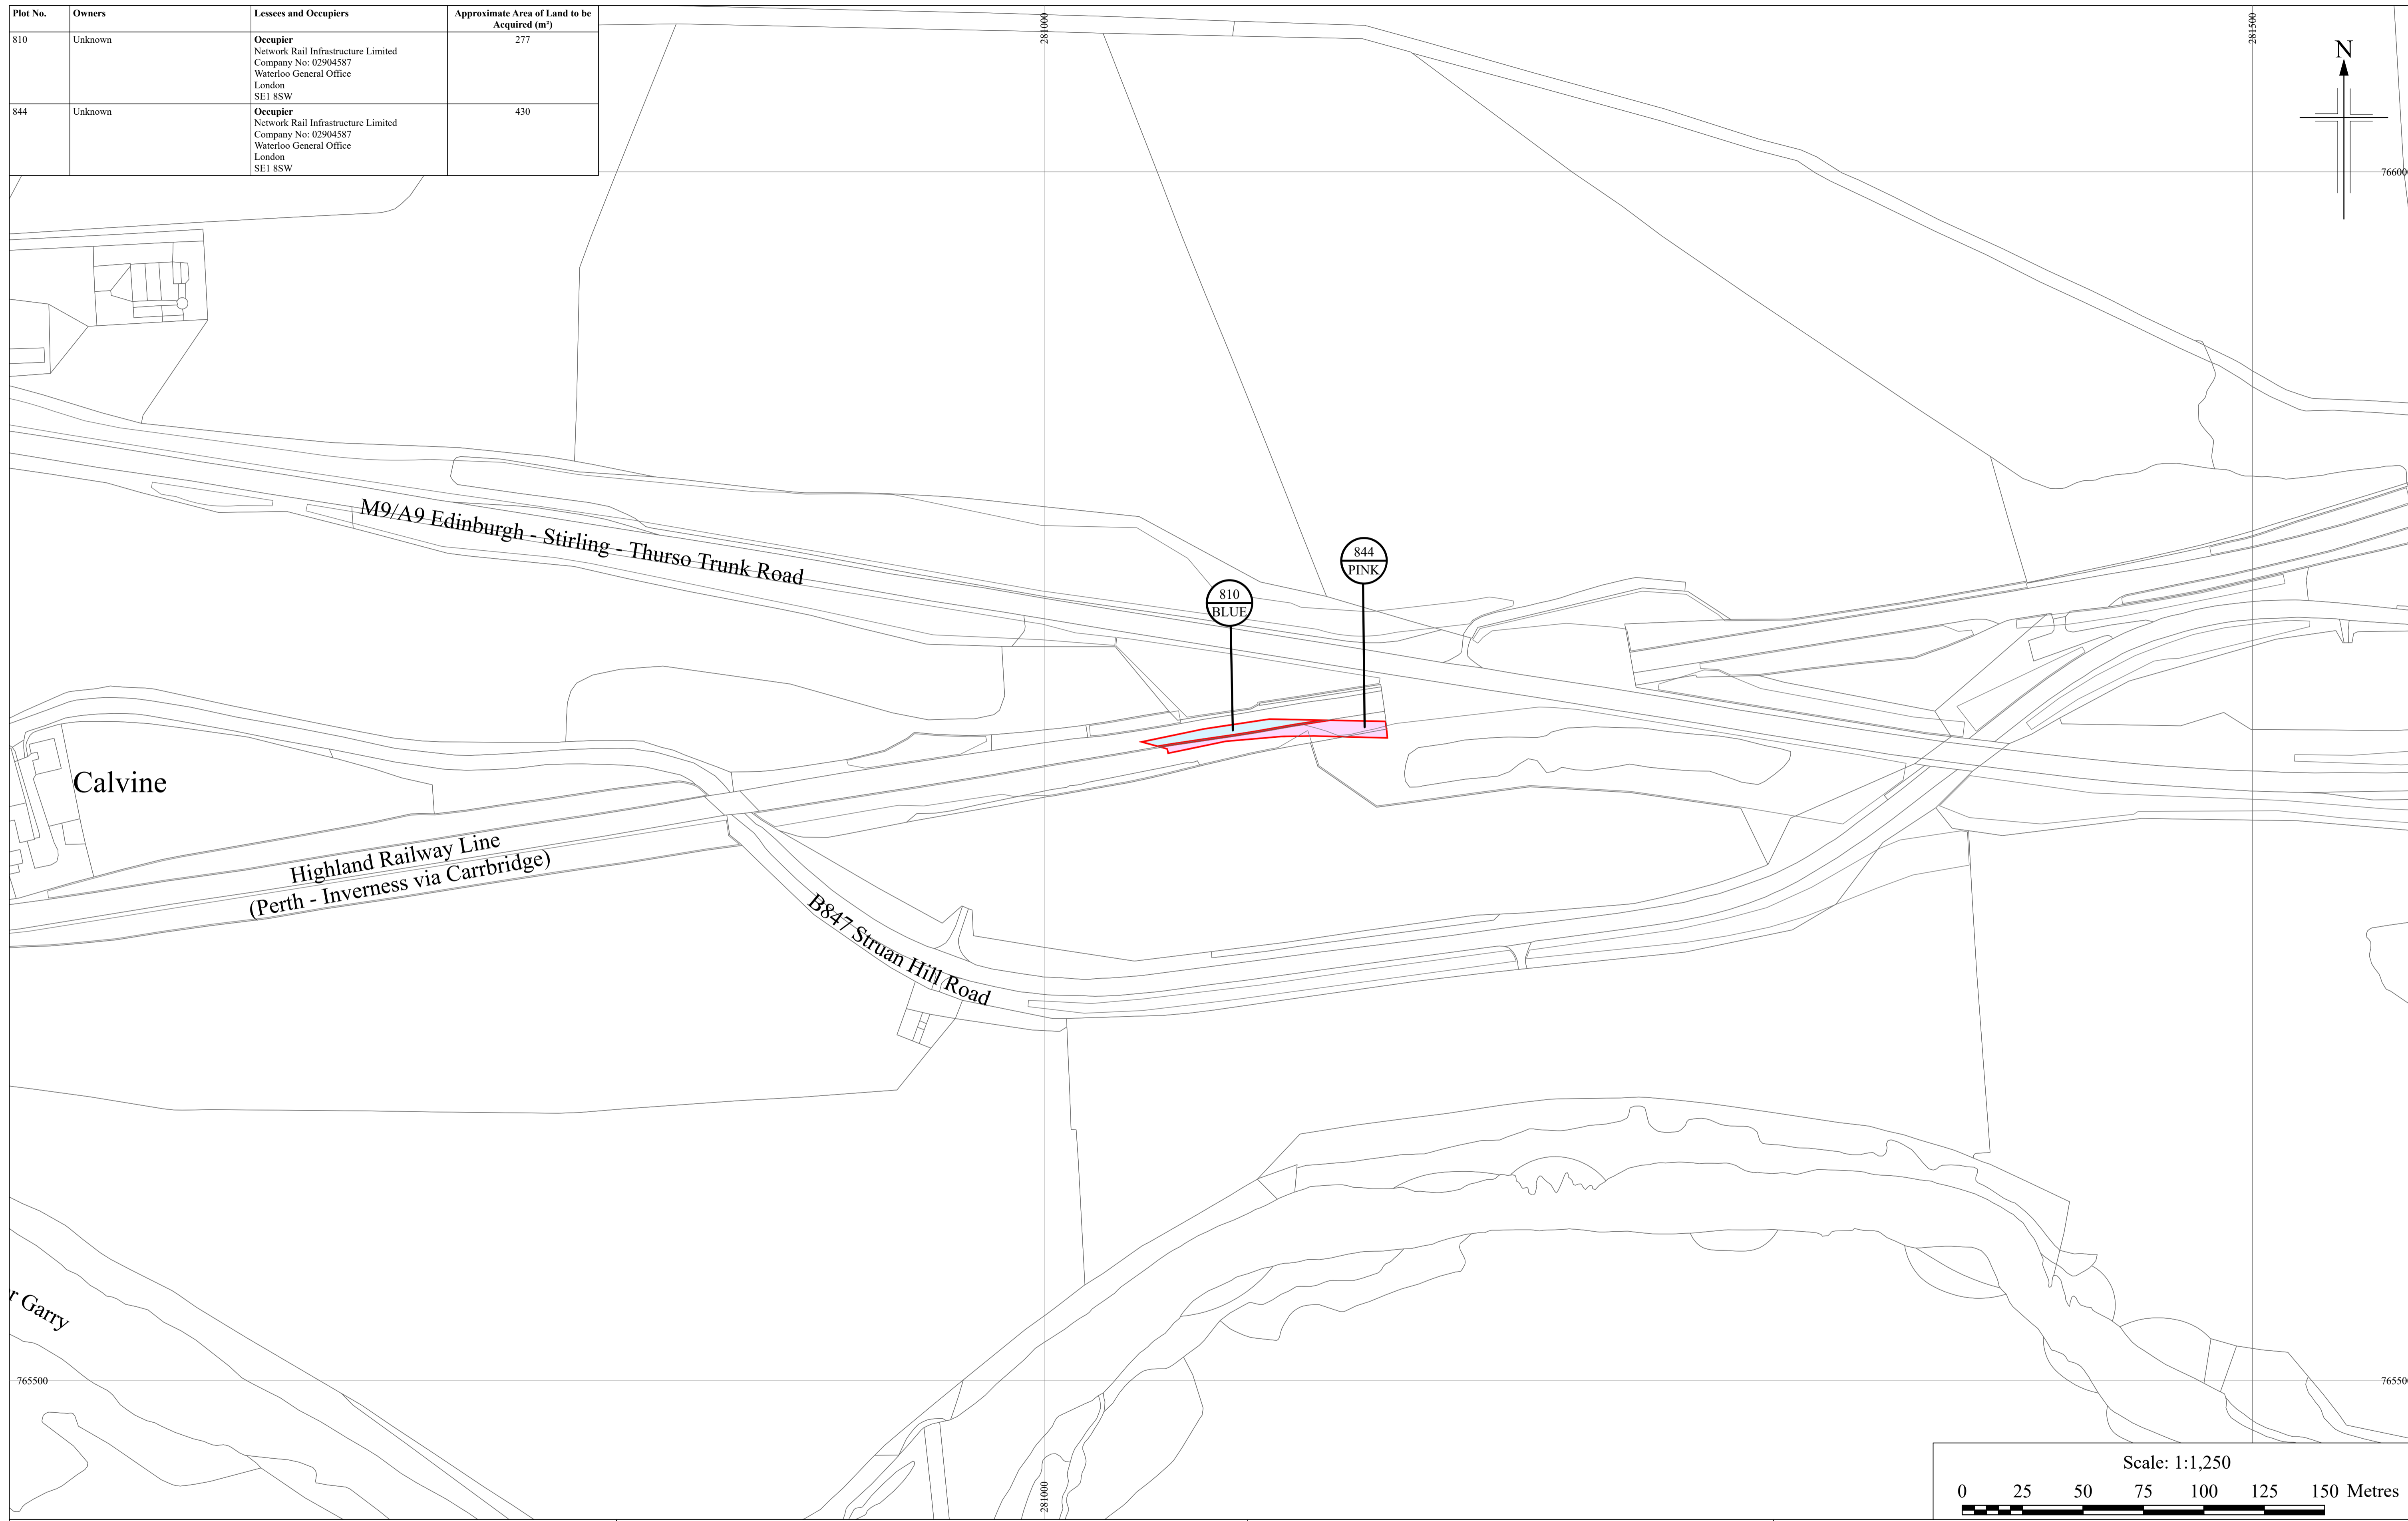 Plot No. Owners Lessees and Occupiers Approximate Area of Land to be
Acquired (m²)
810 Unknown Occupier 277
Network Rail Infrastructure Limited
Company No: 02904587
Waterloo General Office
London
SE1 8SW
844 Unknown Occupier 430
Network Rail Infrastructure Limited
Company No: 02904587
Waterloo General Office
London
SE1 8SW
281000
281500
N
76600
M9/A9 Edinburgh - Stirling - Thurso Trunk Road
844
PINK
810
BLUE
Calvine
Highland Railway Line
(Perth - Inverness via Carrbridge)
B847 Struan Hill Road
r Garry
765500
76550
281000
Scale: 1:1,250
0 25 50 75 100 125 150 Metres